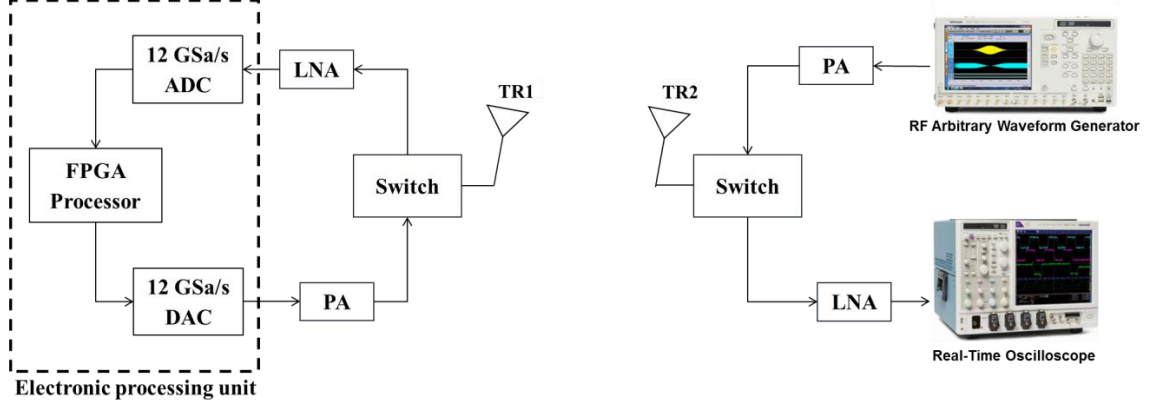 12 GSa/s
ADC
LNA
TR1
FPGA
Processor
Switch
12 GSa/s
DAC
PA
Electronic processing unit
TR2
PA
Switch
LNA
RF Arbitrary Waveform Generator
Real-Time Oscilloscope